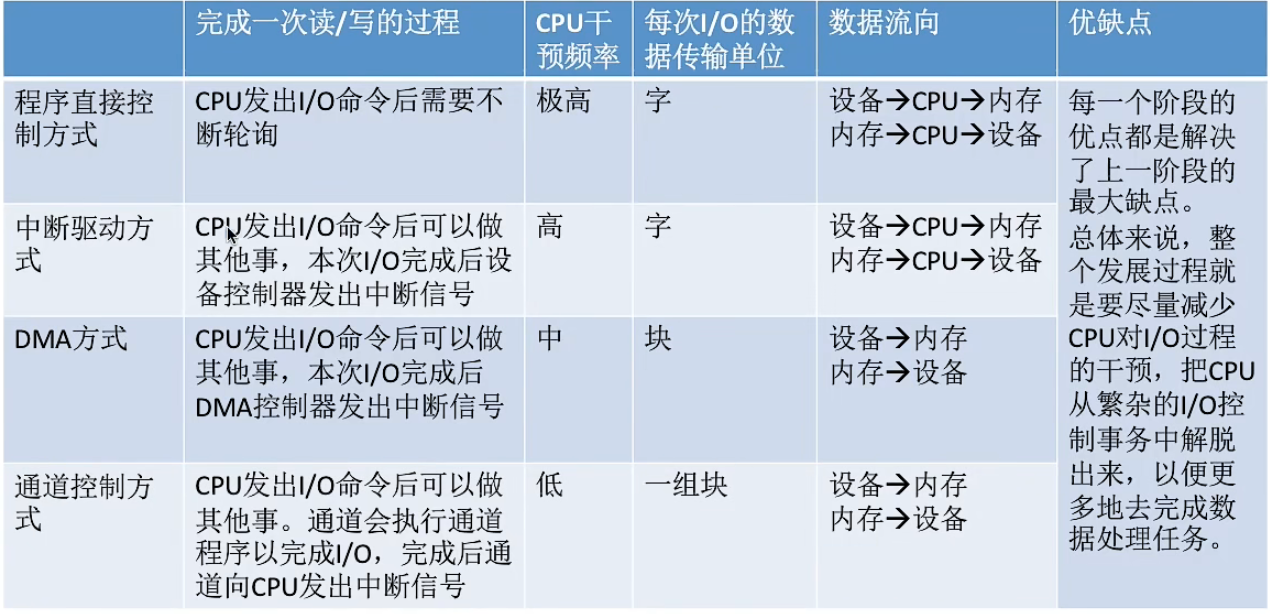 完成一次读/写的过程
CPU干
预频率
每次I/O的数
据传输单位
数据流向
优缺点
程序直接控
制方式
CPU发出I/O命令后需要不
断轮询
极高
字
设备→CPU→内存
内存→CPU→设备
每一个阶段的
优点都是解决
了上一阶段的
最大缺点。
总体来说，整
个发展过程就
是要尽量减少
CPU对I/O过程
的干预，把CPU
从繁杂的I/O控
制事务中解脱
出来，以便更
多地去完成数
据处理任务。
中断驱动方
式
CPU发出I/O命令后可以做
其他事，本次I/O完成后设
备控制器发出中断信号
高
字
设备→CPU→内存
内存→CPU→设备
DMA方式
CPU发出I/O命令后可以做
其他事，本次I/O完成后
DMA控制器发出中断信号
中
块
设备→内存
内存→设备
通道控制方
式
CPU发出I/O命令后可以做
其他事。通道会执行通道
程序以完成I/O，完成后通
道向CPU发出中断信号
低
一组块
设备→内存
内存→设备